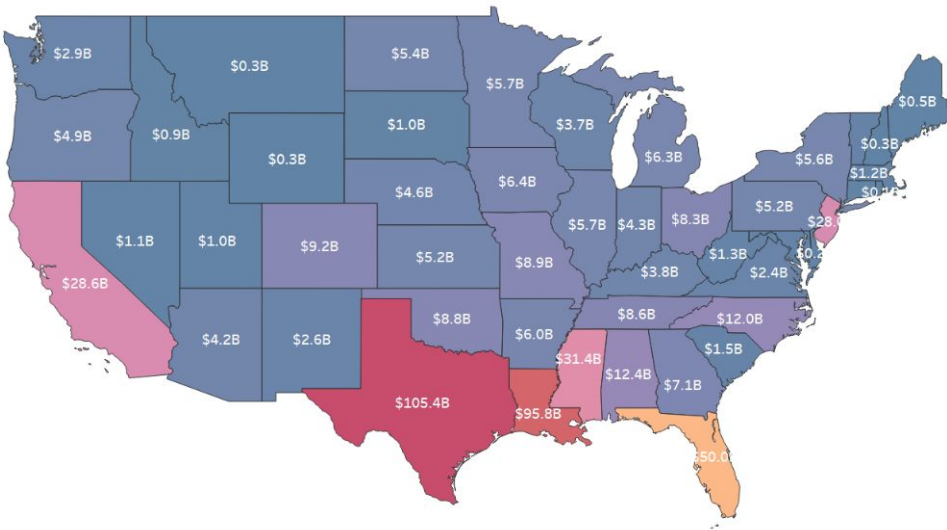 $2.9B
$0.3B
$5.4B
$5.7B
$0.5B
$4.9B
$0.9B
$1.0B
$3.7B
$0.3B
$0.3B
$6.3B
$5.6B
$1.2B
$4.6B
$6.4B
$5.2B
$1.1B
$1.0B
$9.2B
$5.7B
$4.3B
$8.3B
$28.6B
$5.2B
$8.9B
$3.8B
$1.3B
$2.4B
$4.2B
$2.6B
$8.8B
$6.0B
$8.6B
$12.0B
$31.4B
$12.4B
$7.1B
$1.5B
$105.4B
$95.8B